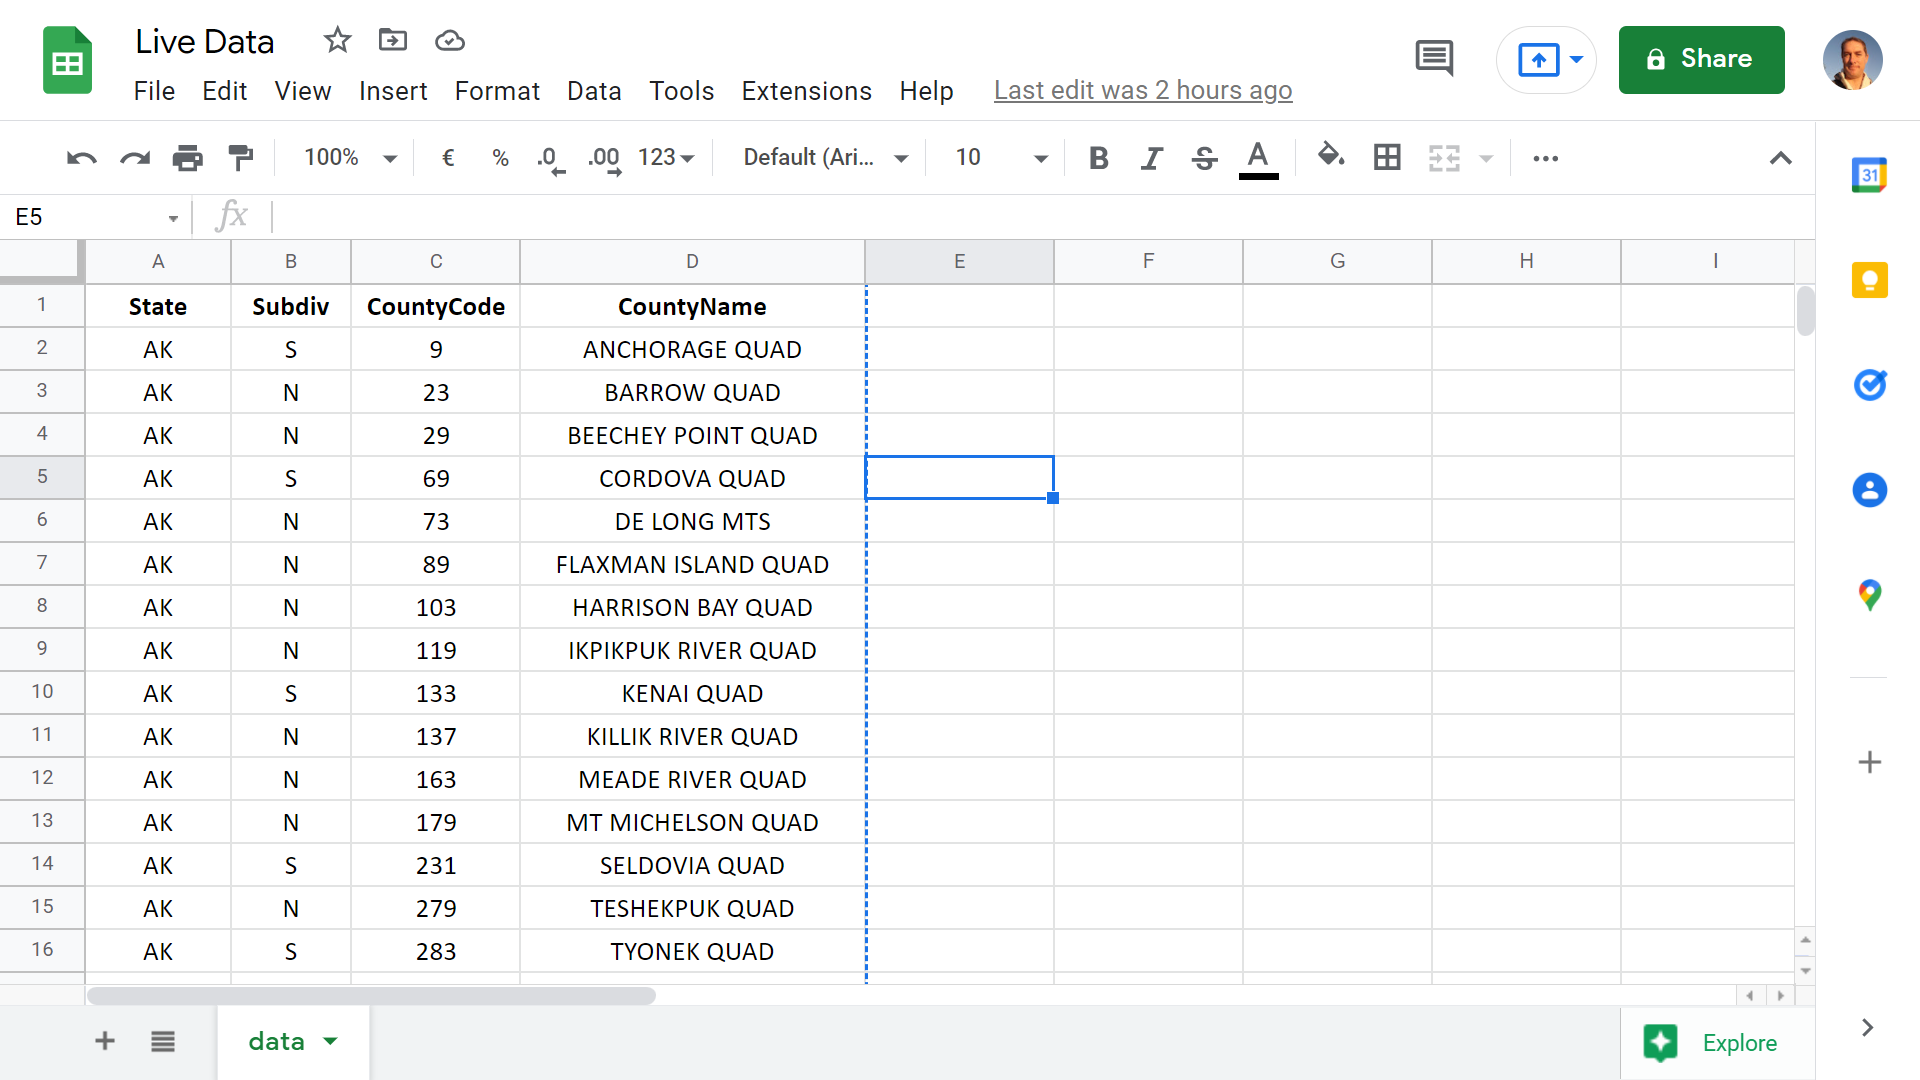 Live Data
File Edit View Insert Format Data Tools Extensions Help Last edit was 2 hours ago
Share
100% € % .0 .00 123 Default (Ari... 10 B I S A
31
E5 fx
A B C D E F G H I
1 State Subdiv CountyCode CountyName
2 AK S 9 ANCHORAGE QUAD
3 AK N 23 BARROW QUAD
4 AK N 29 BEECHEY POINT QUAD
5 AK S 69 CORDOVA QUAD
6 AK N 73 DE LONG MTS
7 AK N 89 FLAXMAN ISLAND QUAD
8 AK N 103 HARRISON BAY QUAD
9 AK N 119 IKPIKPUK RIVER QUAD
10 AK S 133 KENAI QUAD
11 AK N 137 KILLIK RIVER QUAD
12 AK N 163 MEADE RIVER QUAD
13 AK N 179 MT MICHELSON QUAD
14 AK S 231 SELDOVIA QUAD
15 AK N 279 TESHEKPUK QUAD
16 AK S 283 TYONEK QUAD
data
Explore